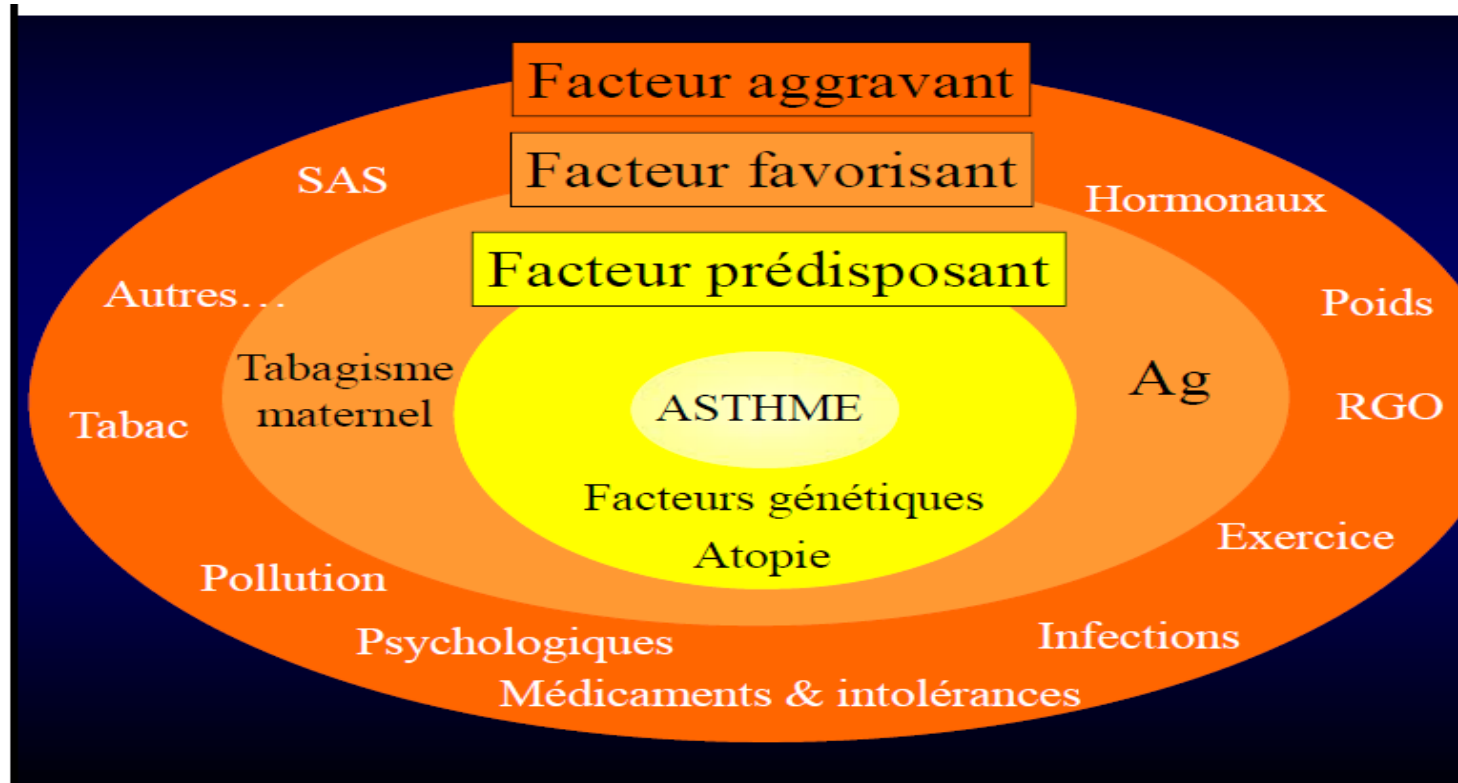 Facteur aggravant
Facteur favorisant
SAS
Hormonaux
Facteur prédisposant
Autres…
Poids
Tabagisme
maternel
Ag
Tabac
ASTHME
RGO
Facteurs génétiques
Atopie
Exercice
Pollution
Psychologiques
Infections
Médicaments & intolérances